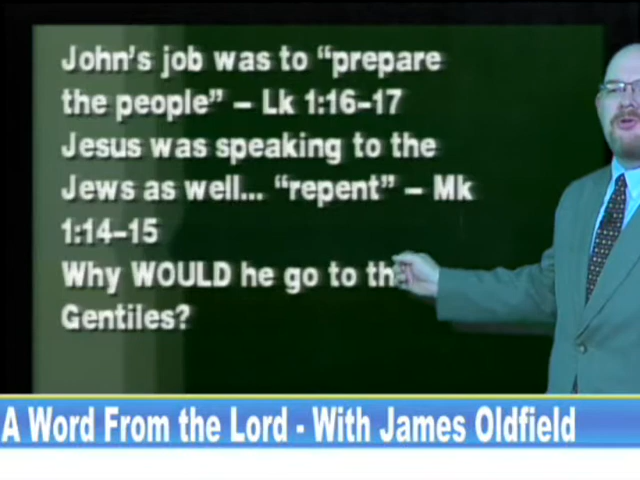 John's job was to “prepare
the people” – Lk 1:16–17
Jesus was speaking to the
Jews as well... “repent” – Mk
1:14–15
Why WOULD he go to th
Gentiles?
A Word From the Lord - With James Oldfield